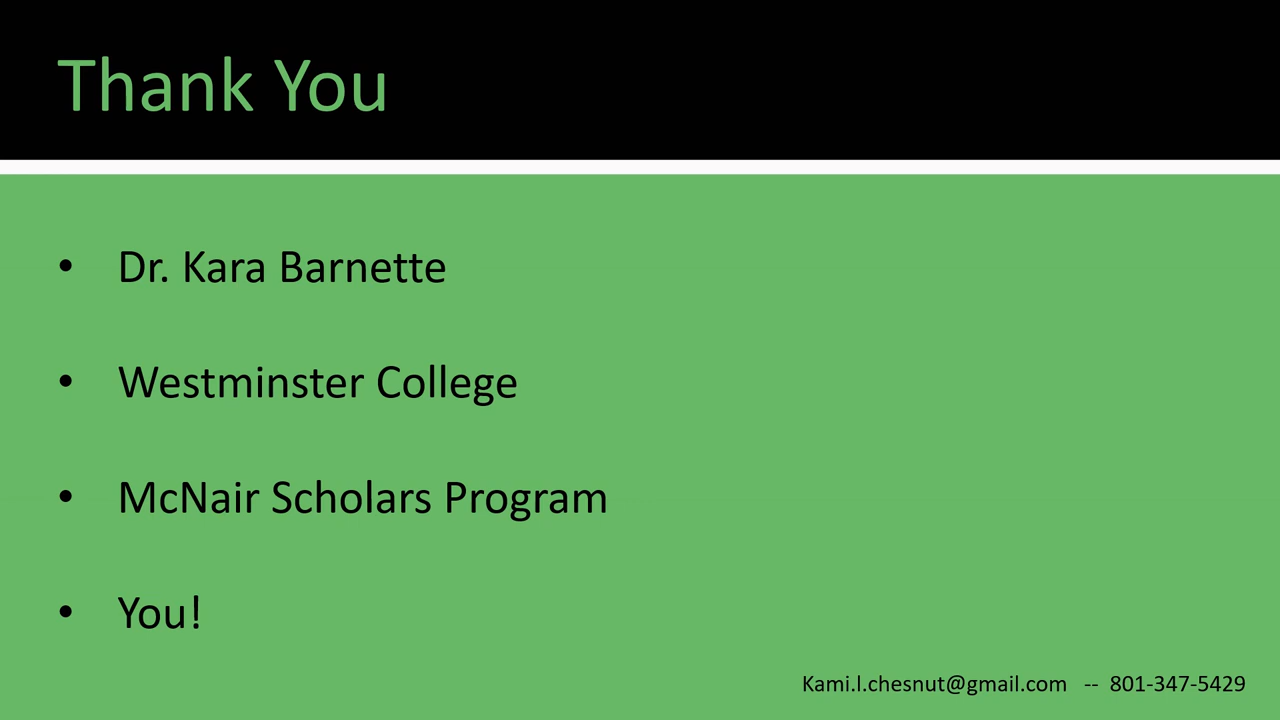 Thank You
• Dr. Kara Barnette
• Westminster College
• McNair Scholars Program
• You!
Kami.l.chesnut@gmail.com -- 801-347-5429